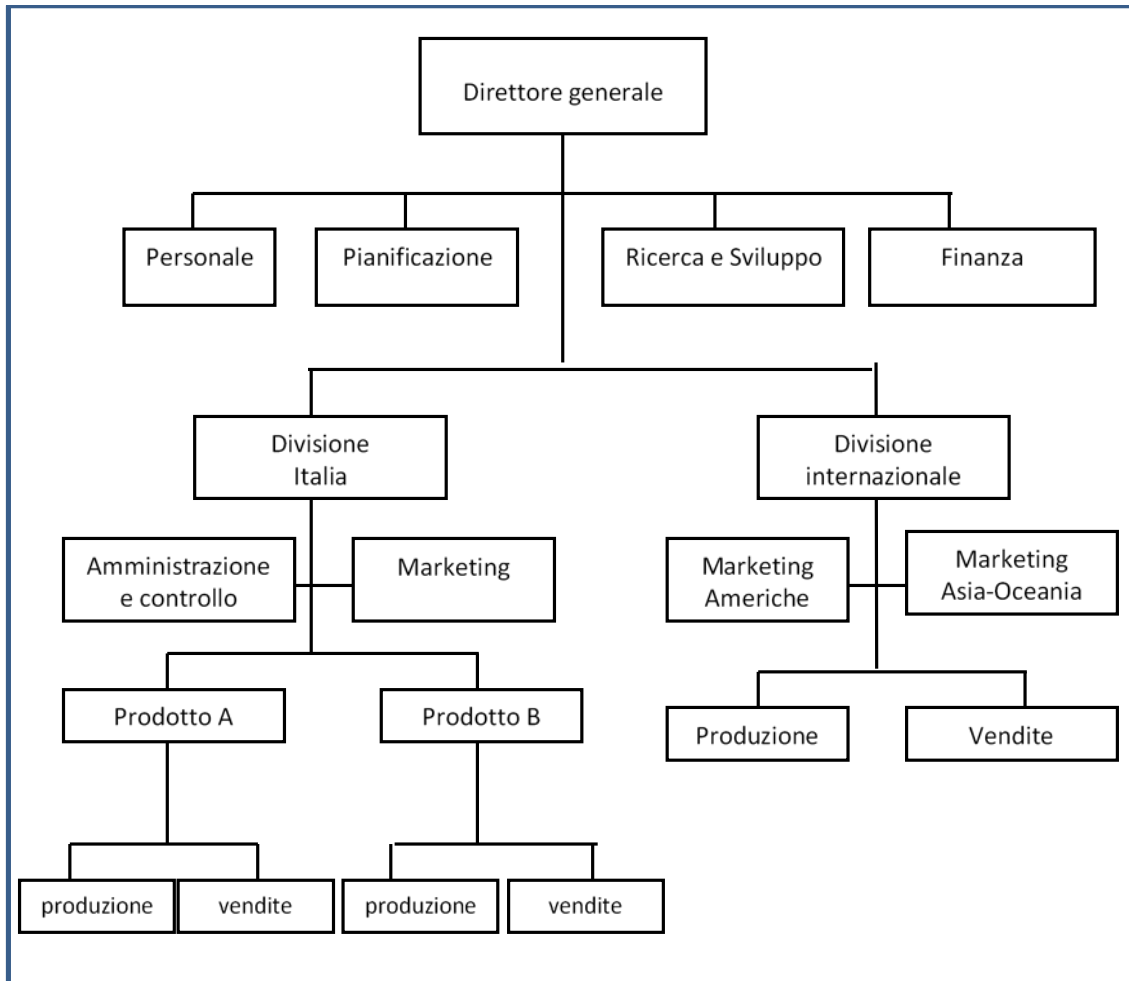 Direttore generale
Personale
Pianificazione
Ricerca e Sviluppo
Finanza
Divisione
Italia
Divisione
internazionale
Amministrazione
e controllo
Marketing
Marketing
Americhe
Marketing
Asia-Oceania
Prodotto A
Prodotto B
Produzione
Vendite
produzione
vendite
produzione
vendite